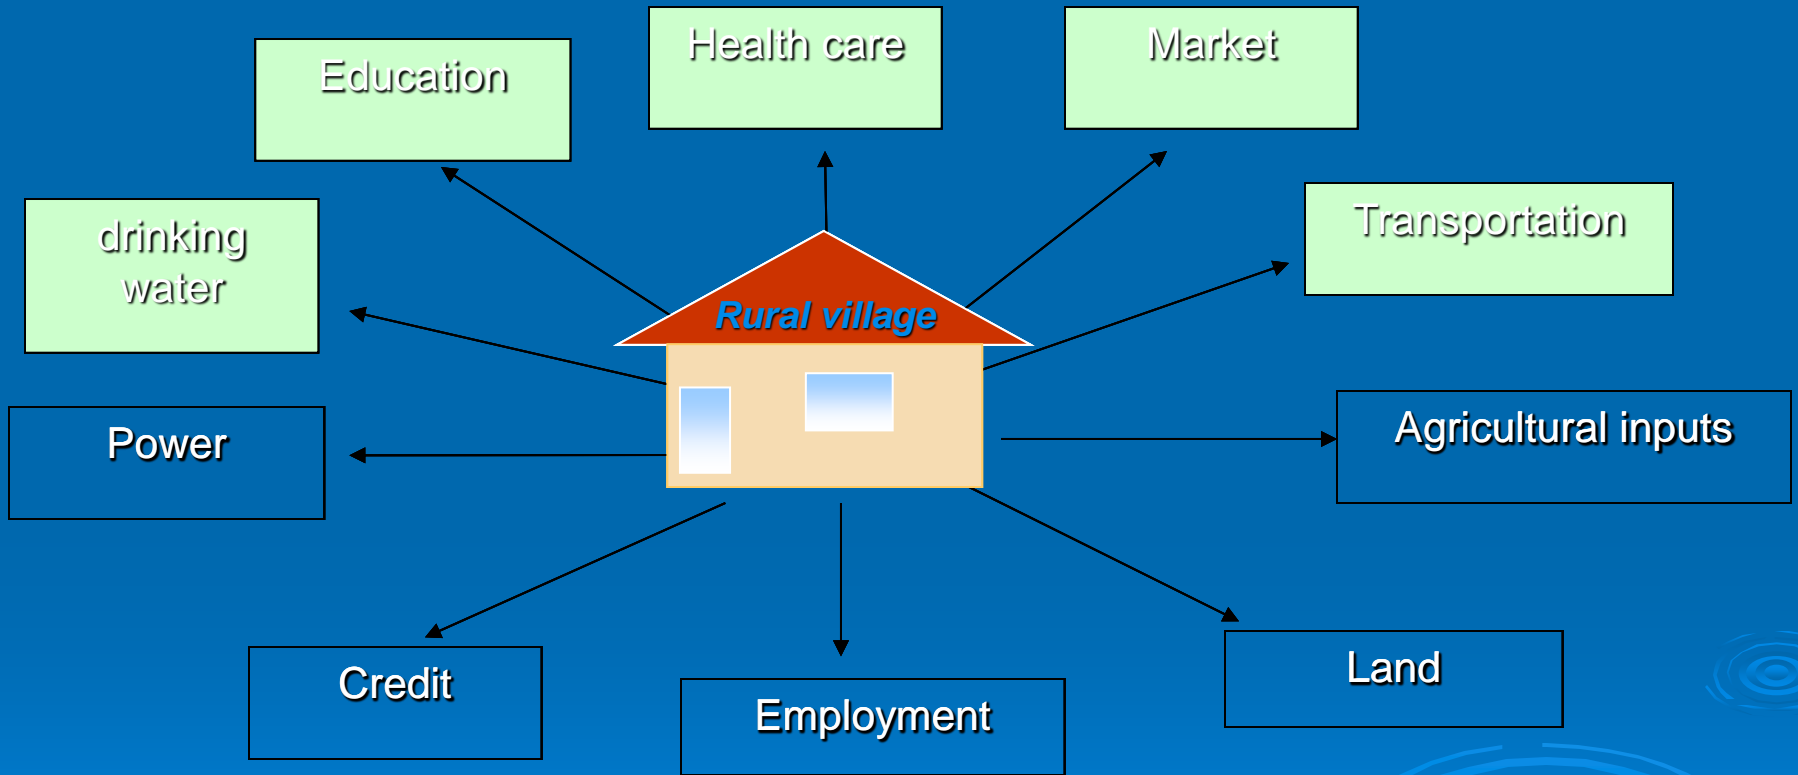 Health care
Market
Education
Transportation
drinking
water
Rural village
Power
Agricultural inputs
Credit
Land
Employment